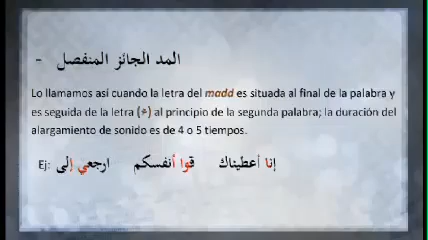 - المد الجائز المنفصل
Lo llamamos así cuando la letra del madd es situada al final de la palabra y
es seguida de la letra (ء) al principio de la segunda palabra; la duración del
alargamiento de sonido es de 4 o 5 tiempos.
Ej: إنا أعطيناك قوا أنفسكم ارجعي إلى